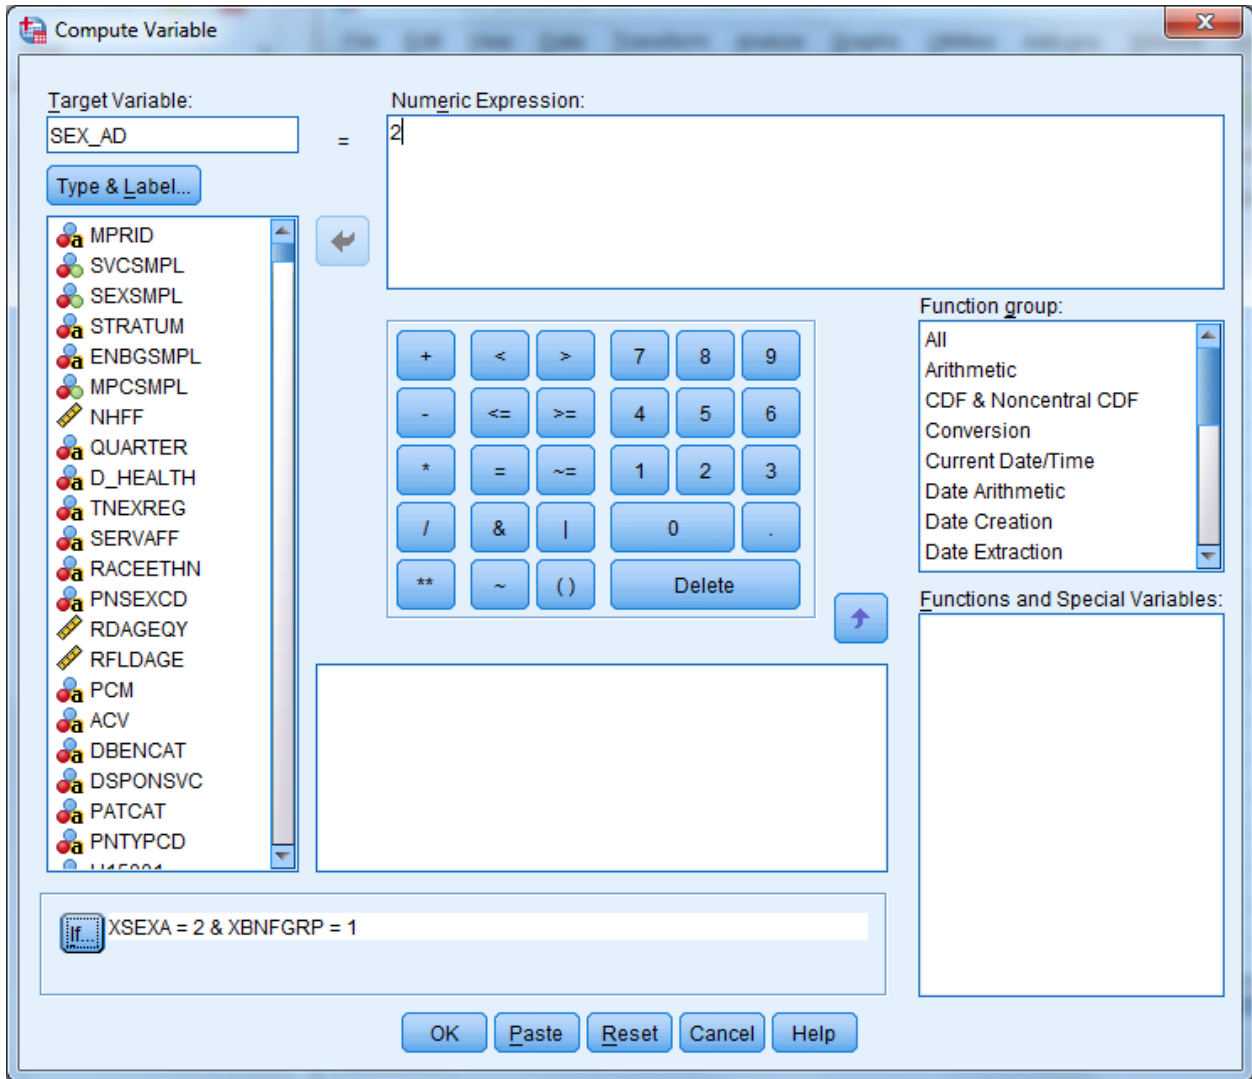 Compute Variable
Target Variable:
SEX_AD
=
Numeric Expression:
2
Type & Label...
MPRID
SVCSMPL
SEXSMPL
STRATUM
ENBGSMPL
MPCSMPL
NHFF
QUARTER
D_HEALTH
TNEXREG
SERVAFF
RACEETHN
PNSEXCD
RDAGEQY
RFLDAGE
PCM
ACV
DBENCAT
DSPONSVC
PATCAT
PNTYPCD
+ < > 7 8 9
- <= >= 4 5 6
* = ~= 1 2 3
/ & | 0 .
** ~ ( ) Delete
Function group:
All
Arithmetic
CDF & Noncentral CDF
Conversion
Current Date/Time
Date Arithmetic
Date Creation
Date Extraction
Functions and Special Variables:
If... XSEXA = 2 & XBNFGRP = 1
OK Paste Reset Cancel Help